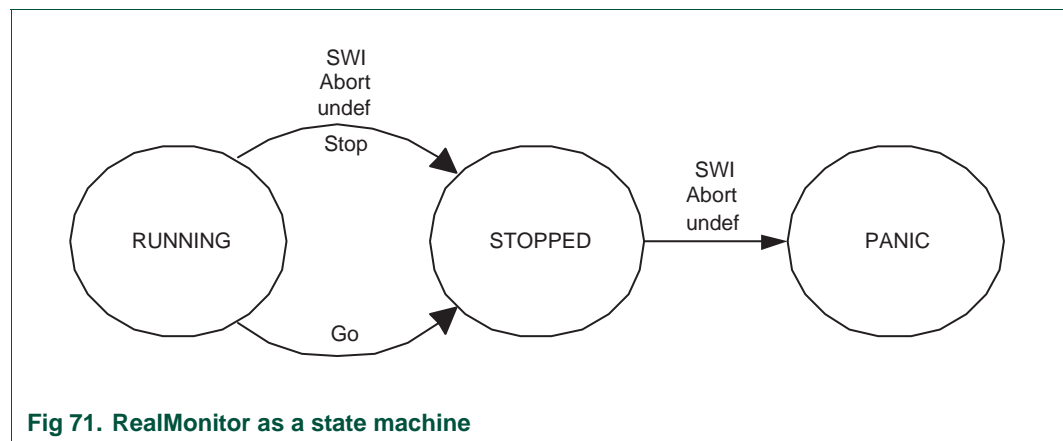 SWI
Abort
undef
Stop
SWI
Abort
undef
RUNNING
STOPPED
PANIC
Go
Fig 71. RealMonitor as a state machine